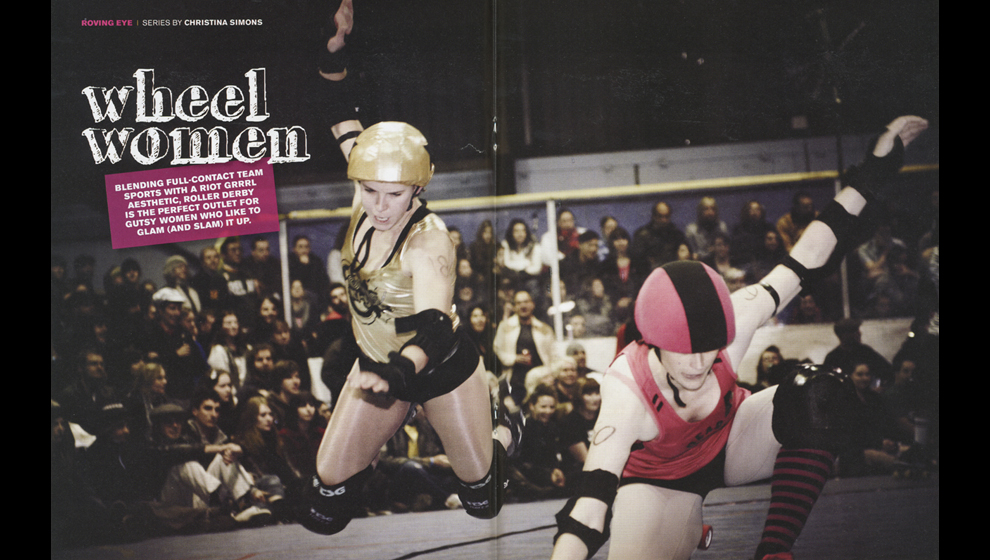 ROVING EYE | SERIES BY CHRISTINA SIMONS
wheel
women
BLENDING FULL-CONTACT TEAM
SPORTS WITH A RIOT GRRRL
AESTHETIC, ROLLER DERBY
IS THE PERFECT OUTLET FOR
GUTSY WOMEN WHO LIKE TO
GLAM (AND SLAM) IT UP.